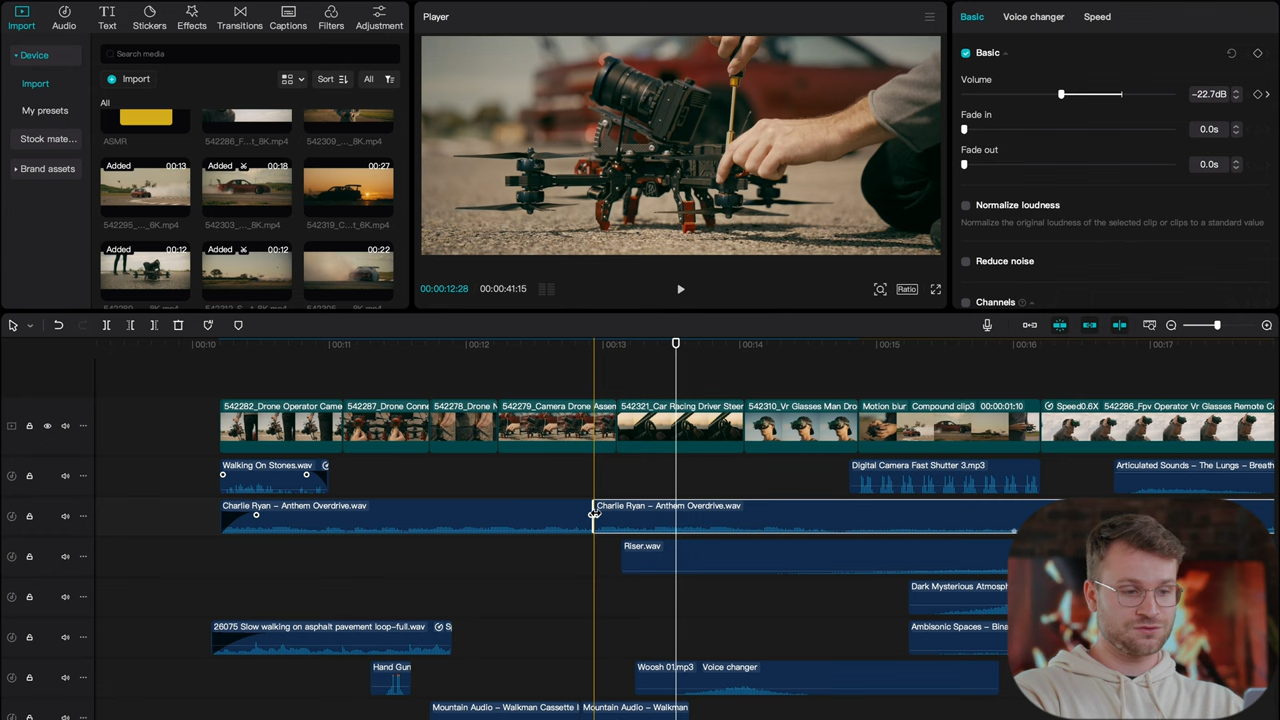 Import Audio Text Stickers Effects Transitions Captions Filters Adjustment
Device
Import
My presets
Stock mate...
Brand assets
Search media
Import
Sort
All
All
ASMR
542286_F...t_8K.mp4
542309_..._8K.mp4
Added 00:13
Added 00:18
00:27
542295_..._6K.mp4
542303_..._8K.mp4
542319_C...t_6K.mp4
Added 00:12
Added 00:12
00:22
Player
00:00:12:28
00:00:41:15
Ratio
Basic Voice changer Speed
Basic
Volume
-22.7dB
Fade in
0.0s
Fade out
0.0s
Normalize loudness
Normalize the original loudness of the selected clip or clips to a standard value
Reduce noise
Channels
00:10 00:11 00:12 00:13 00:14 00:15 00:16 00:17
542282_Drone Operator Came
542287_Drone Conne
542278_Drone N
542279_Camera Drone Assem
542321_Car Racing Driver Steer
542310_Vr Glasses Man Dro
Motion blur Compound clip3 00:00:01:10
Speed0.6X 542286_Fpv Operator Vr Glasses Remote Co
Walking On Stones.wav
Digital Camera Fast Shutter 3.mp3
Articulated Sounds - The Lungs - Breath
Charlie Ryan - Anthem Overdrive.wav
Charlie Ryan - Anthem Overdrive.wav
Riser.wav
Dark Mysterious Atmosph
26075 Slow walking on asphalt pavement loop-full.wav
Ambisonic Spaces - Bina
Hand Gun
Woosh 01.mp3 Voice changer
Mountain Audio - Walkman Cassette
Mountain Audio - Walkman